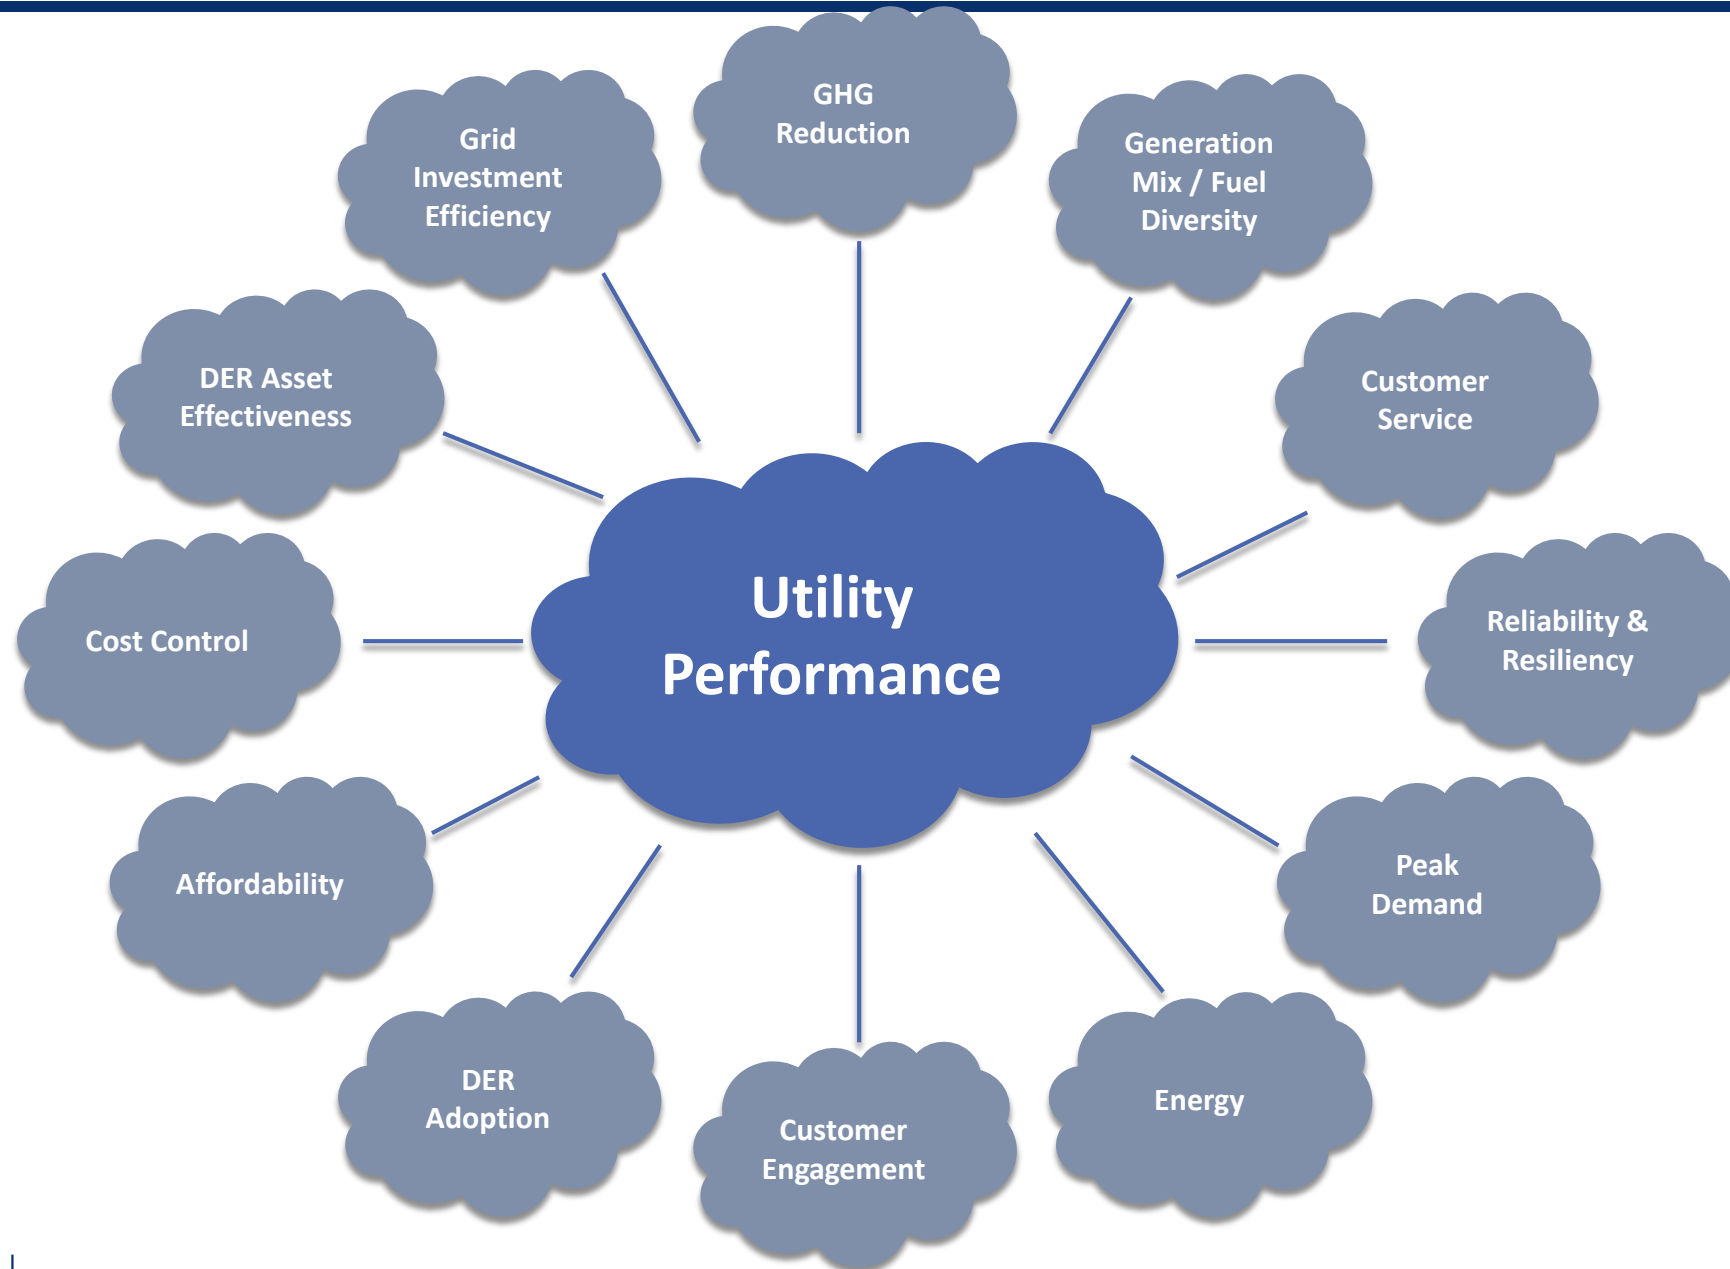 GHG
Reduction
Grid
Investment
Efficiency
Generation
Mix / Fuel
Diversity
DER Asset
Effectiveness
Customer
Service
Utility
Performance
Cost Control
Reliability &
Resiliency
Affordability
Peak
Demand
DER
Adoption
Customer
Engagement
Energy